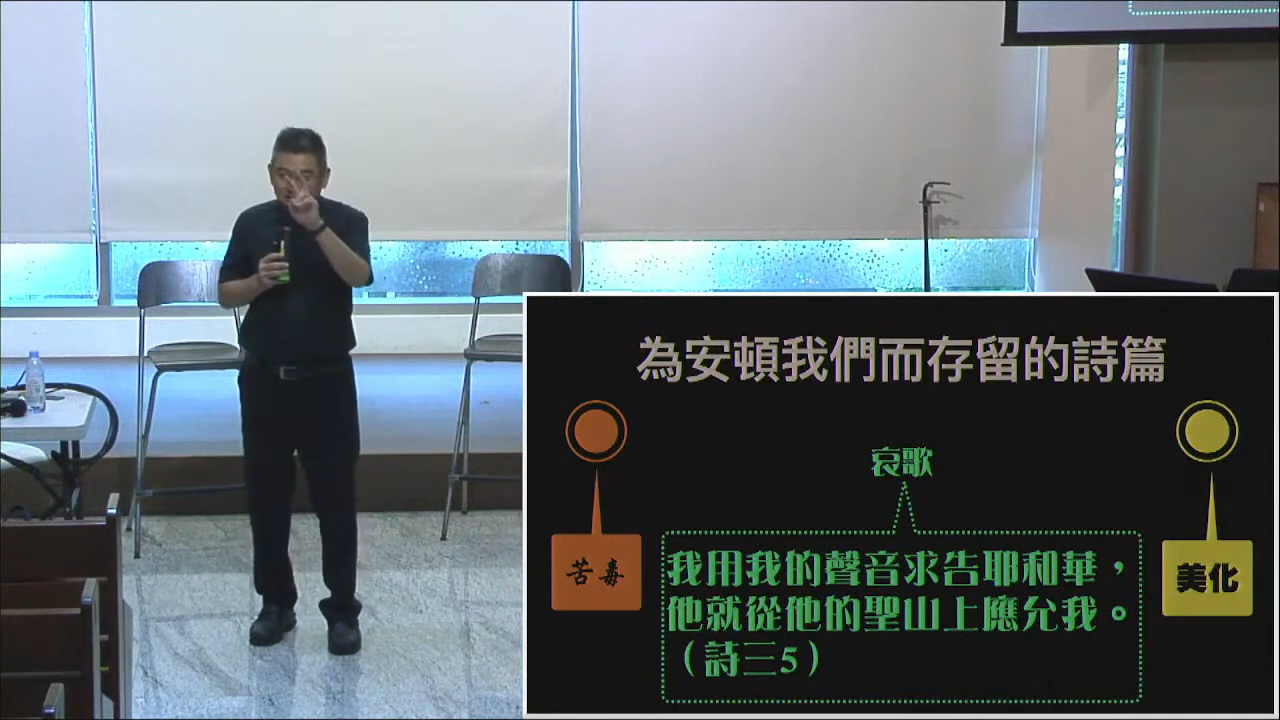 為安頓我們而存留的詩篇
哀歌
苦毒
我用我的聲音求告耶和華，
他就從他的聖山上應允我。
（詩三5）
美化